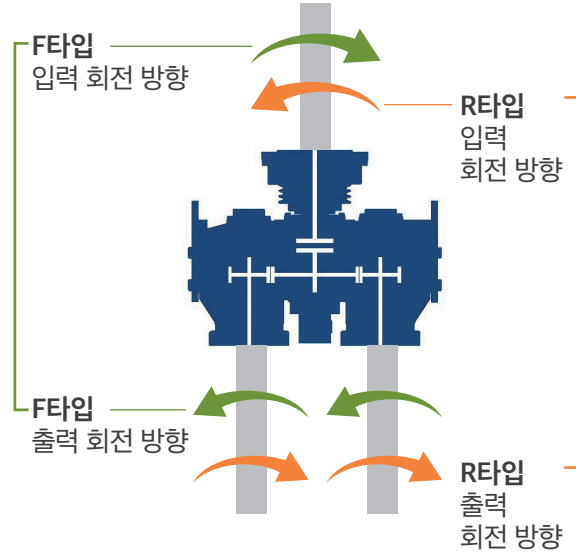 F타입
입력 회전 방향
R타입
입력
회전 방향
F타입
출력 회전 방향
R타입
출력
회전 방향